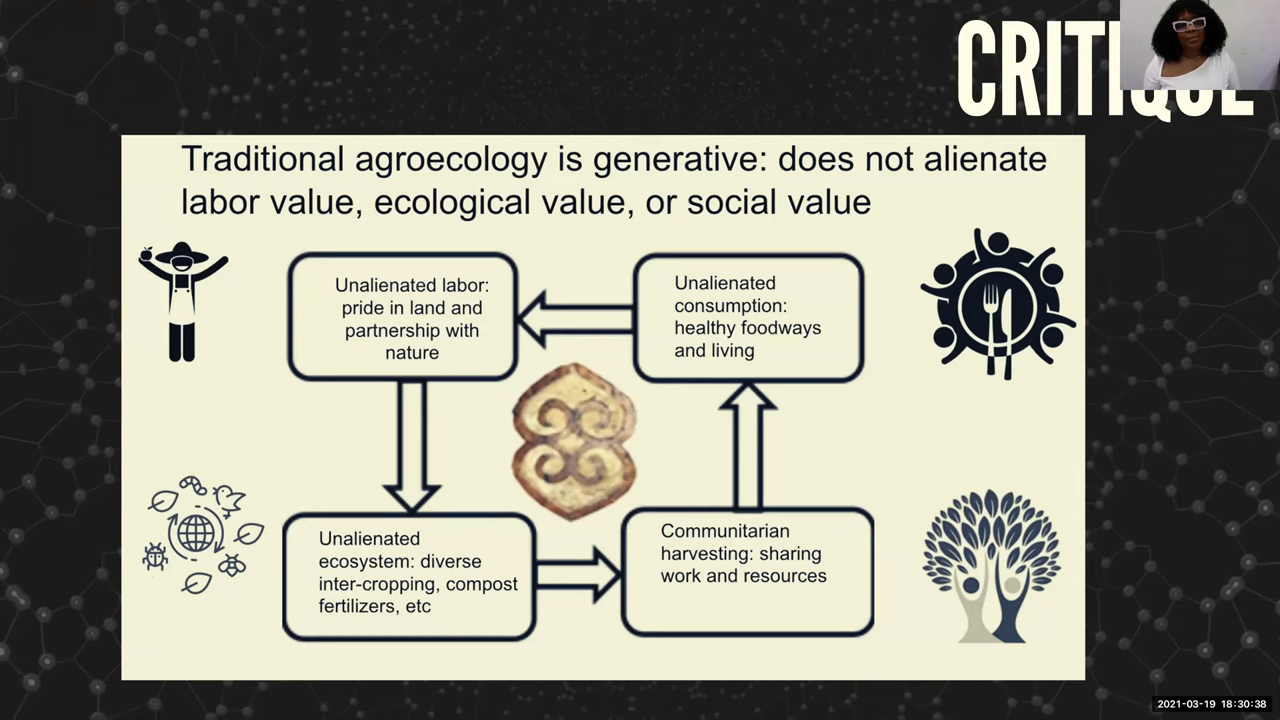 CRITIQUE
Traditional agroecology is generative: does not alienate
labor value, ecological value, or social value
Unalienated labor:
pride in land and
partnership with
nature
Unalienated
consumption:
healthy foodways
and living
Unalienated
ecosystem: diverse
inter-cropping, compost
fertilizers, etc
Communitarian
harvesting: sharing
work and resources
2021-03-19 18:30:38